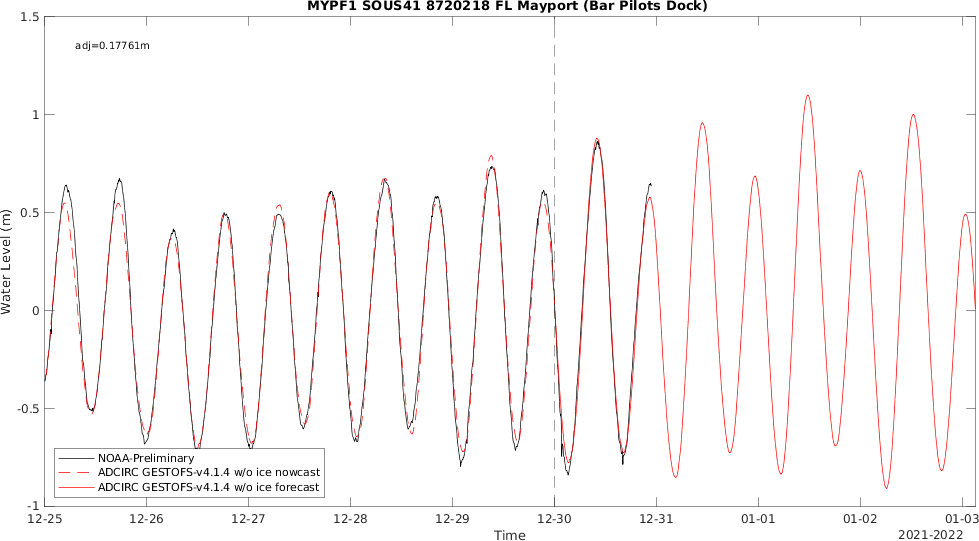 MYPF1 SOUS41 8720218 FL Mayport (Bar Pilots Dock)
1.5
adj=0.17761m
1
0.5
Water Level (m)
0
-0.5
NOAA-Preliminary
ADCIRC GESTOFS-v4.1.4 w/o ice nowcast
ADCIRC GESTOFS-v4.1.4 w/o ice forecast
-1
12-25 12-26 12-27 12-28 12-29 12-30 12-31 01-01 01-02 01-03
Time
2021-2022